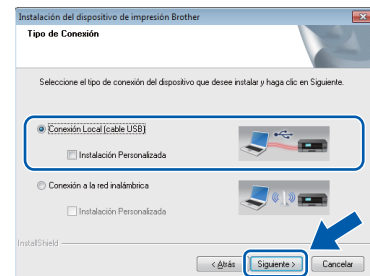 Instalación del dispositivo de impresión Brother
Tipo de Conexión
Seleccione el tipo de conexión del dispositivo que desee instalar y haga clic en Siguiente.
Conexión Local (cable USB)
Instalación Personalizada
Conexión a la red inalámbrica
Instalación Personalizada
InstallShield
< Atrás Siguiente > Cancelar